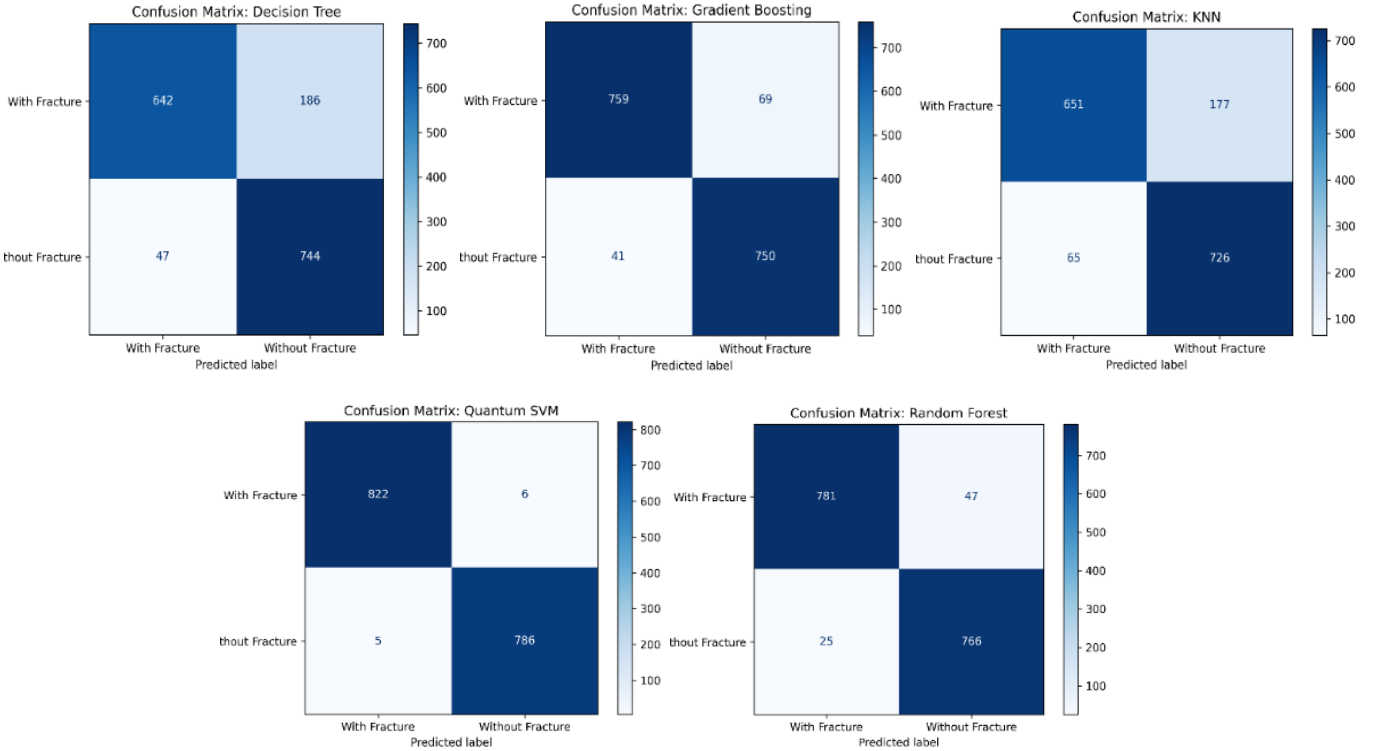 Confusion Matrix: Decision Tree
With Fracture
642
186
thout Fracture
47
744
With Fracture
Without Fracture
Predicted label
700
600
500
400
300
200
100
Confusion Matrix: Gradient Boosting
With Fracture
759
69
thout Fracture
41
750
With Fracture
Without Fracture
Predicted label
700
600
500
400
300
200
100
Confusion Matrix: KNN
With Fracture
651
177
thout Fracture
65
726
With Fracture
Without Fracture
Predicted label
700
600
500
400
300
200
100
Confusion Matrix: Quantum SVM
With Fracture
822
6
thout Fracture
5
786
With Fracture
Without Fracture
Predicted label
800
700
600
500
400
300
200
100
Confusion Matrix: Random Forest
With Fracture
781
47
thout Fracture
25
766
With Fracture
Without Fracture
Predicted label
700
600
500
400
300
200
100